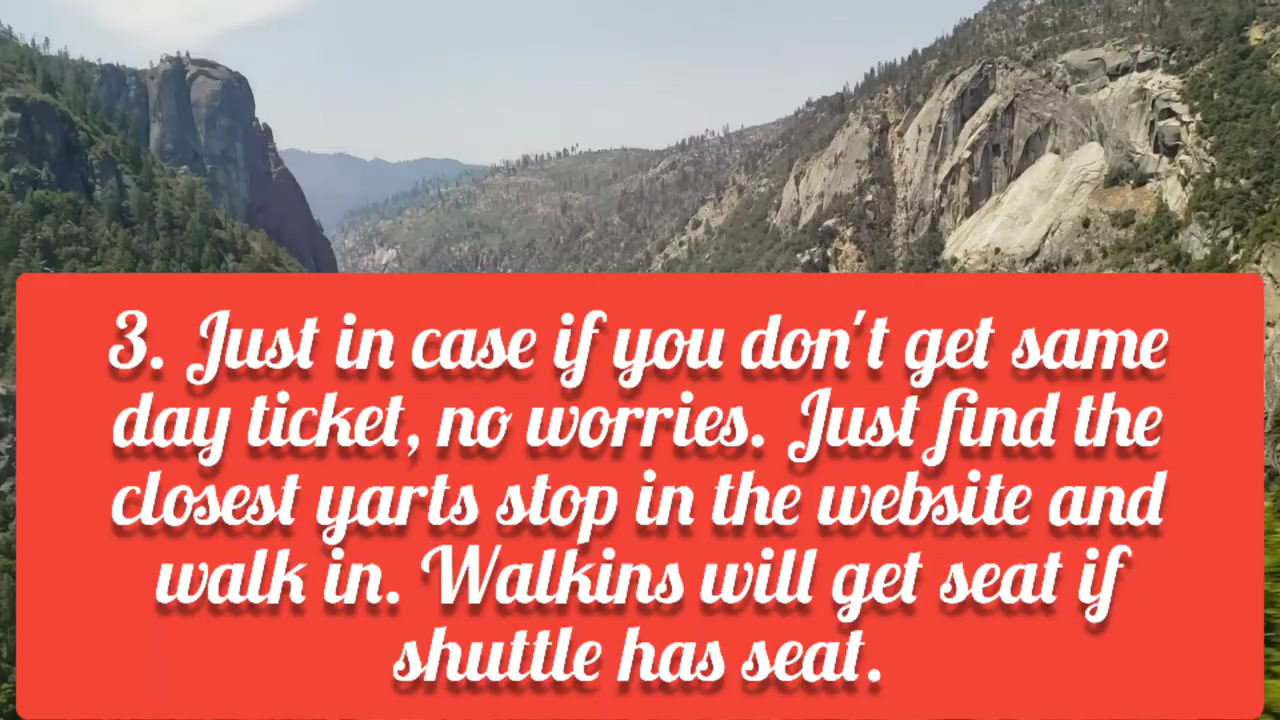 3. Just in case if you don't get same
day ticket, no worries. Just find the
closest yarts stop in the website and
walk in. Walkins will get seat if
shuttle has seat.